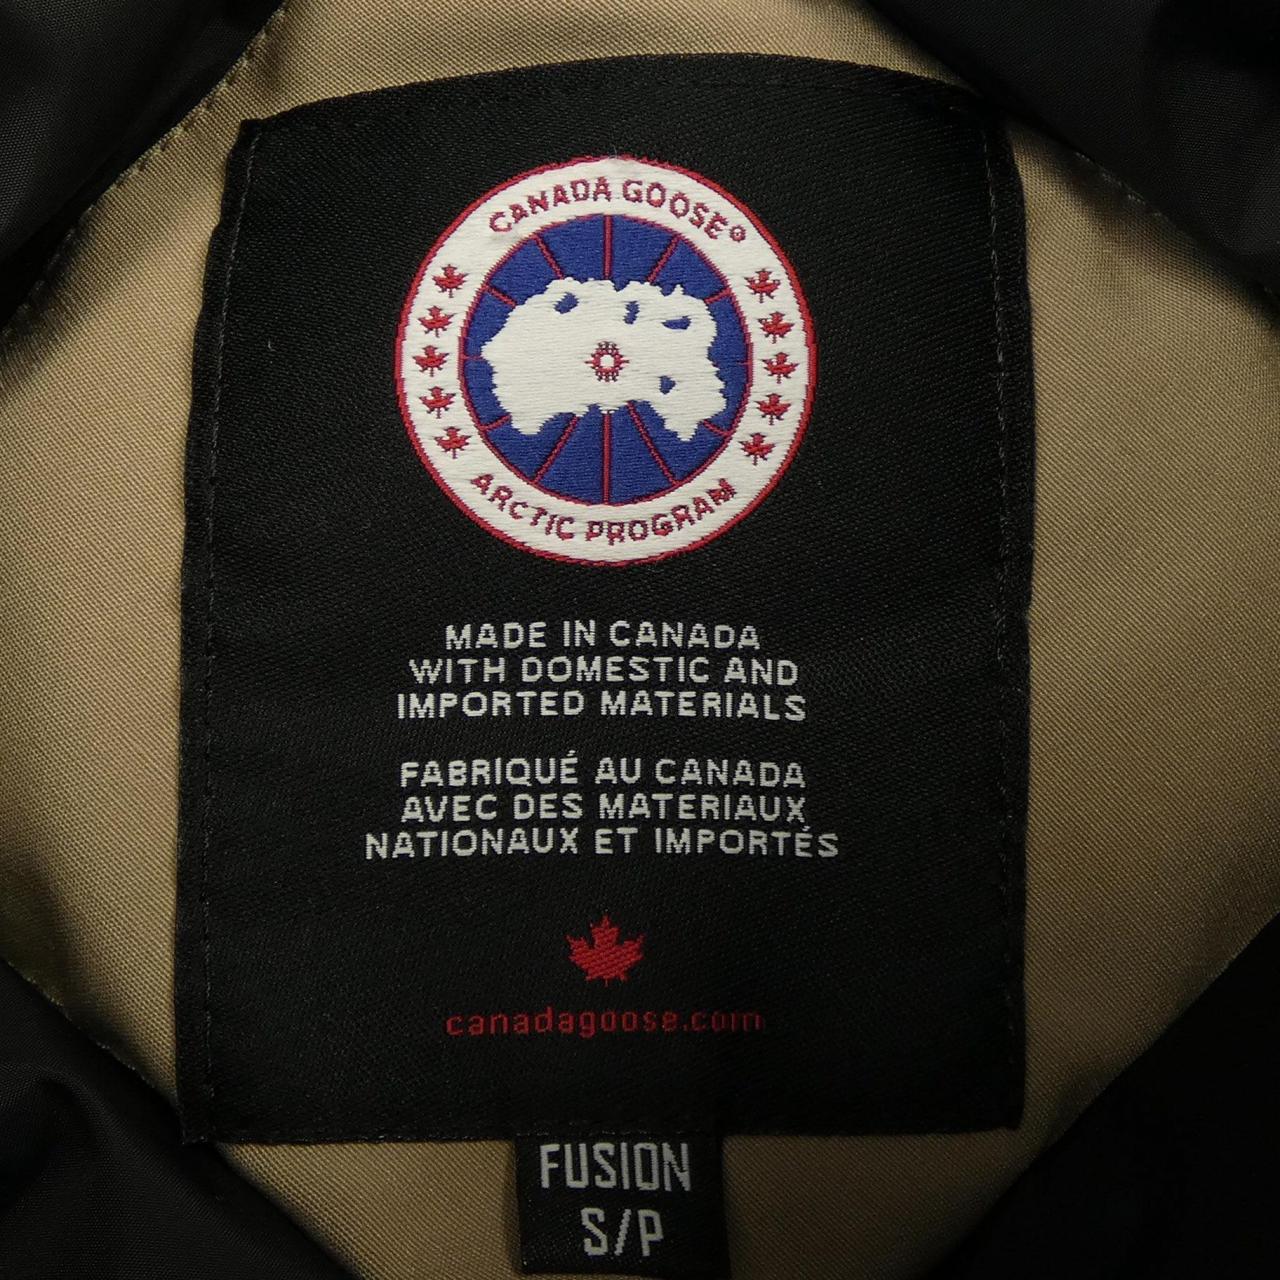 CANADA GOOSE®
ARCTIC PROGRAM
MADE IN CANADA
WITH DOMESTIC AND
IMPORTED MATERIALS
FABRIQUÉ AU CANADA
AVEC DES MATERIAUX
NATIONAUX ET IMPORTÉS
canadagoose.com
FUSION
S/P